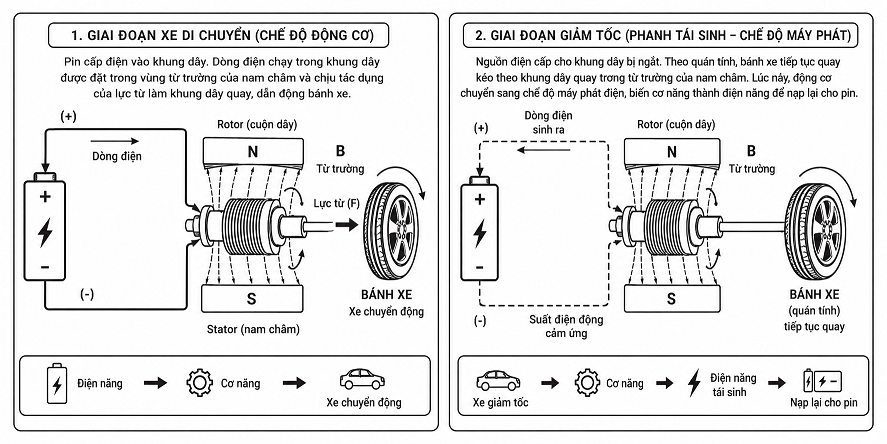 1. GIAI ĐOẠN XE DI CHUYỂN (CHẾ ĐỘ ĐỘNG CƠ)
Pin cấp điện vào khung dây. Dòng điện chạy trong khung dây
được đặt trong vùng từ trường của nam châm và chịu tác dụng
của lực từ làm khung dây quay, dẫn động bánh xe.
(+)
Dòng điện
Rotor (cuộn dây)
N
B
Từ trường
Lực từ (F)
+
-
(-)
S
Stator (nam châm)
BÁNH XE
Xe chuyển động
Điện năng
Cơ năng
Xe chuyển động
2. GIAI ĐOẠN GIẢM TỐC (PHANH TÁI SINH – CHẾ ĐỘ MÁY PHÁT)
Nguồn điện cấp cho khung dây bị ngắt. Theo quán tính, bánh xe tiếp tục quay
kéo theo khung dây quay trơng từ trường của nam châm. Lúc này, động cơ
chuyển sang chế độ máy phát điện, biến cơ năng thành điện năng để nạp lại cho pin.
(+)
Dòng điện
sinh ra
Rotor (cuộn dây)
N
B
Từ trường
+
-
(-)
Suất điện động
cảm ứng
S
BÁNH XE
(quán tính)
tiếp tục quay
Xe giảm tốc
Cơ năng
Điện năng
tái sinh
Nạp lại cho pin